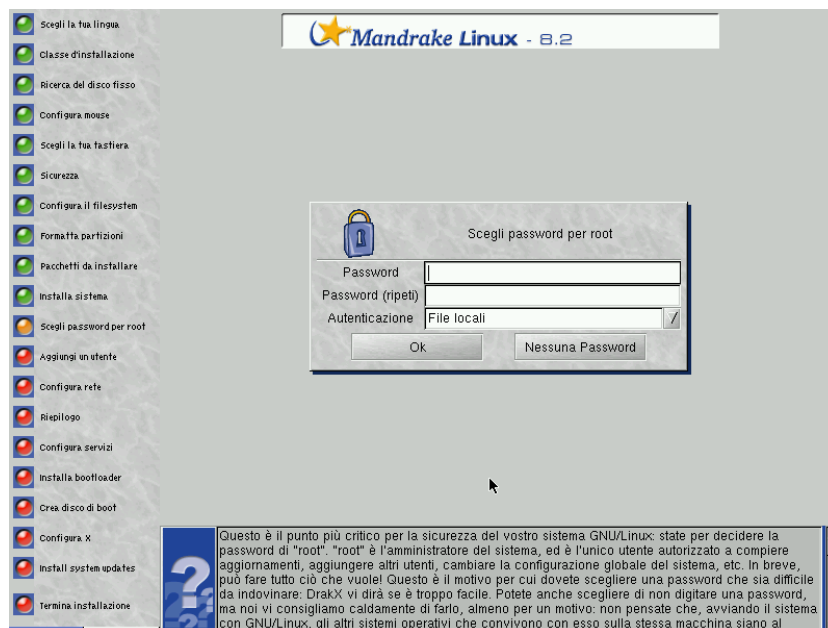 Scegli la tua lingua
Classe d'installazione
Ricerca del disco fisso
Configura mouse
Scegli la tua tastiera
Sicurezza
Configura il filesystem
Formatta partizioni
Pacchetti da installare
Installa sistema
Scegli password per root
Aggiungi un utente
Configura rete
Riepilogo
Configura servizi
Installa bootloader
Crea disco di boot
Configura X
Install system updates
Termina installazione
Mandrake Linux - 8.2
Scegli password per root
Password
Password (ripeti)
Autenticazione File locali
Ok Nessuna Password
Questo è il punto più critico per la sicurezza del vostro sistema GNU/Linux: state per decidere la
password di "root". "root" è l'amministratore del sistema, ed è l'unico utente autorizzato a compiere
aggiornamenti, aggiungere altri utenti, cambiare la configurazione globale del sistema, etc. In breve,
può fare tutto ciò che vuole! Questo è il motivo per cui dovete scegliere una password che sia difficile
da indovinare: DrakX vi dirà se è troppo facile. Potete anche scegliere di non digitare una password,
ma noi vi consigliamo caldamente di farlo, almeno per un motivo: non pensate che, avviando il sistema
con GNU/Linux, gli altri sistemi operativi che convivono con esso sulla stessa macchina siano al